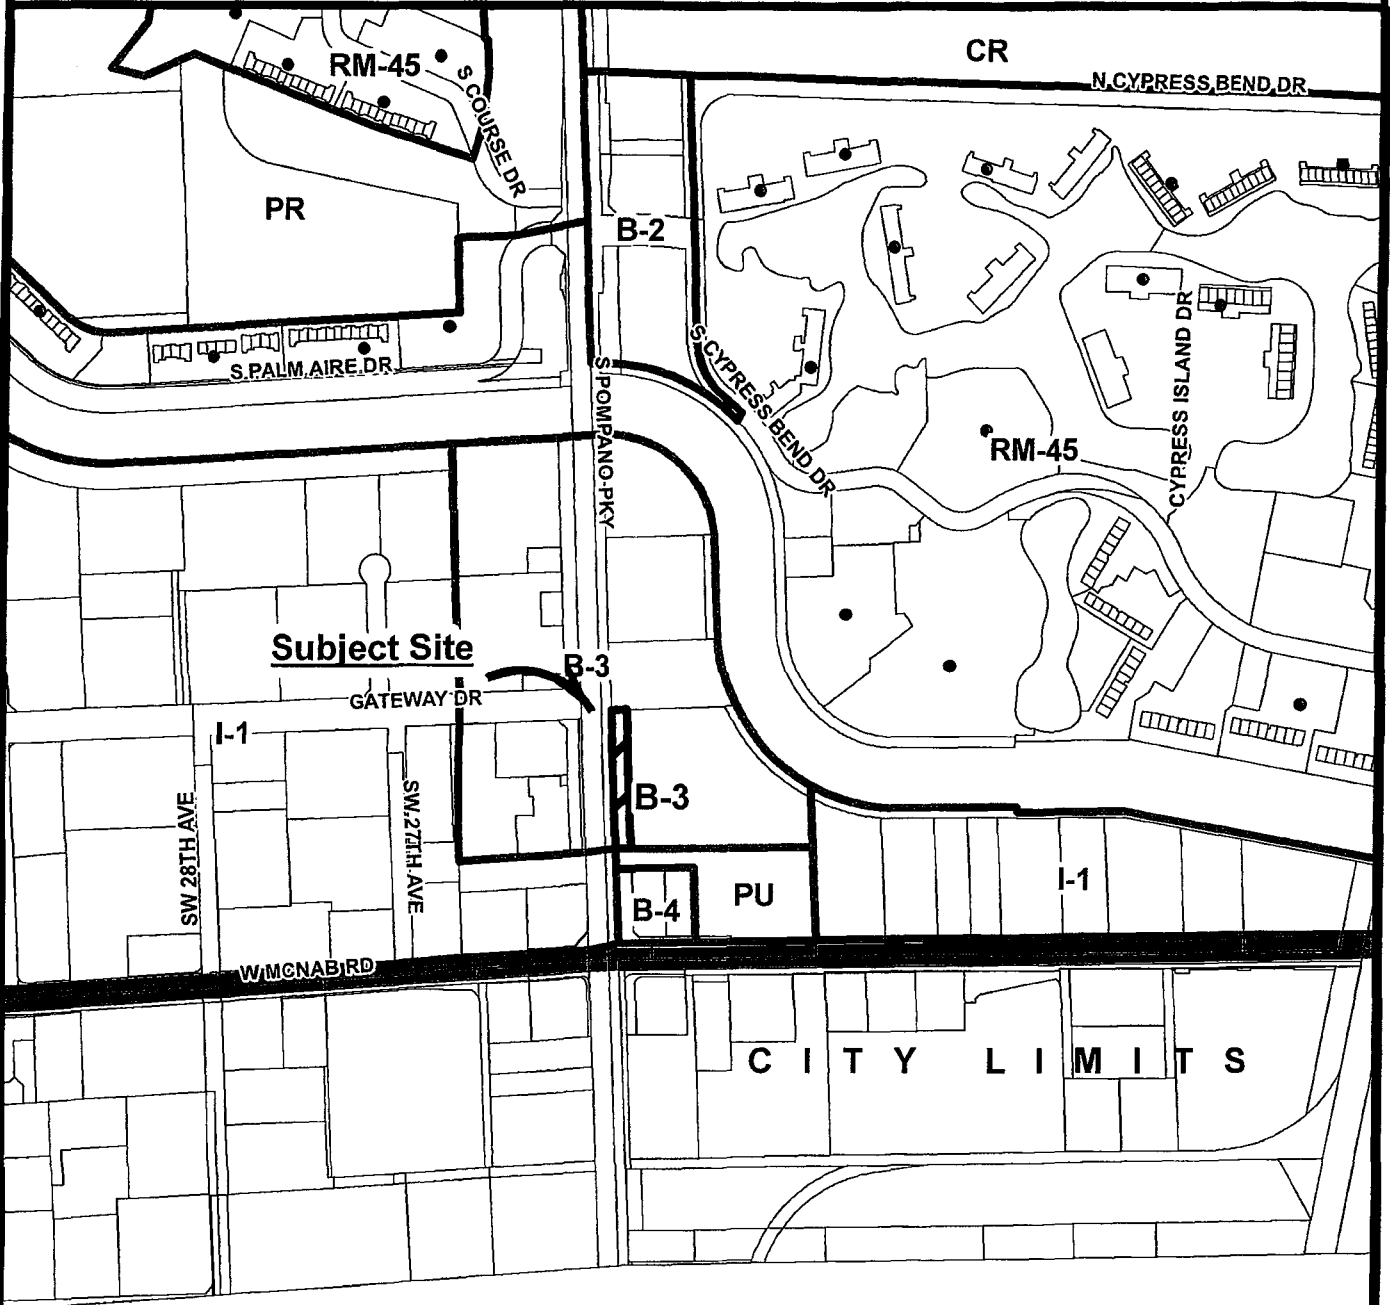 CR
RM-45
N CYPRESS BEND DR
S COURSE DR
PR
B-2
S PALM AIRE DR
S POMPANO PKY
S CYPRESS BEND DR
CYPRESS ISLAND DR
RM-45
Subject Site
B-3
GATEWAY DR
I-1
SW 28TH AVE
SW 27TH AVE
B-3
I-1
PU
B-4
W MCNAB RD
CITY LIMITS